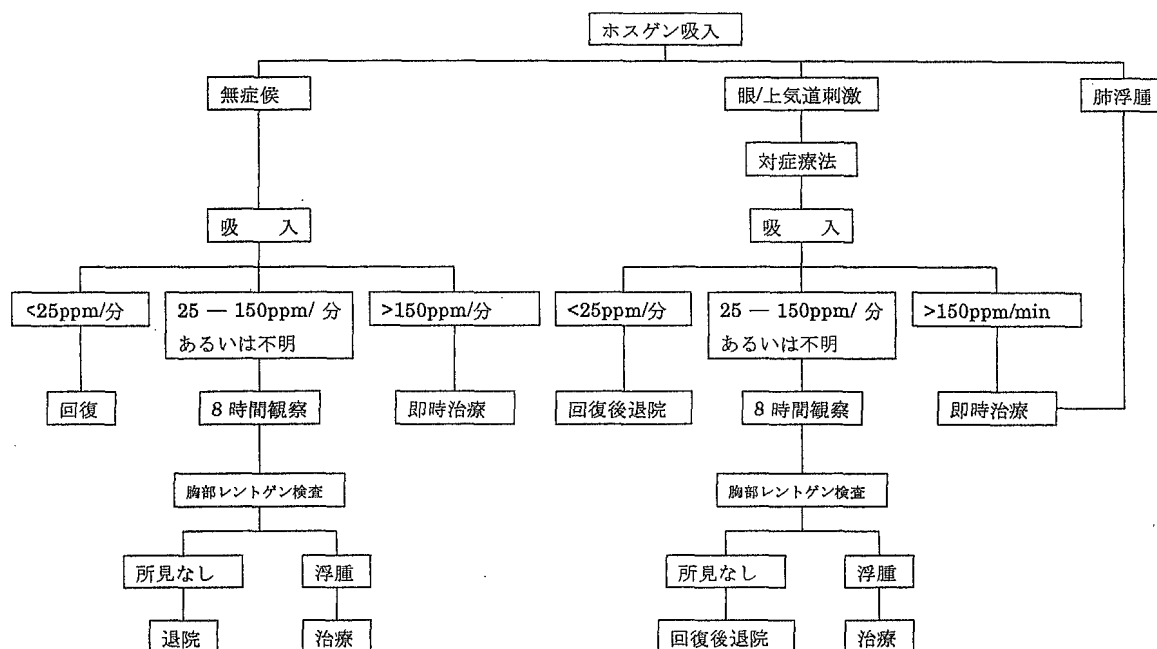 ホスゲン吸入
無症候
眼/上気道刺激
肺浮腫
対症療法
吸 入
吸 入
<25ppm/分
25 ― 150ppm/ 分
あるいは不明
>150ppm/分
<25ppm/分
25 ― 150ppm/ 分
あるいは不明
>150ppm/min
回復
8 時間観察
即時治療
回復後退院
8 時間観察
即時治療
胸部レントゲン検査
胸部レントゲン検査
所見なし
浮腫
所見なし
浮腫
退院
治療
回復後退院
治療